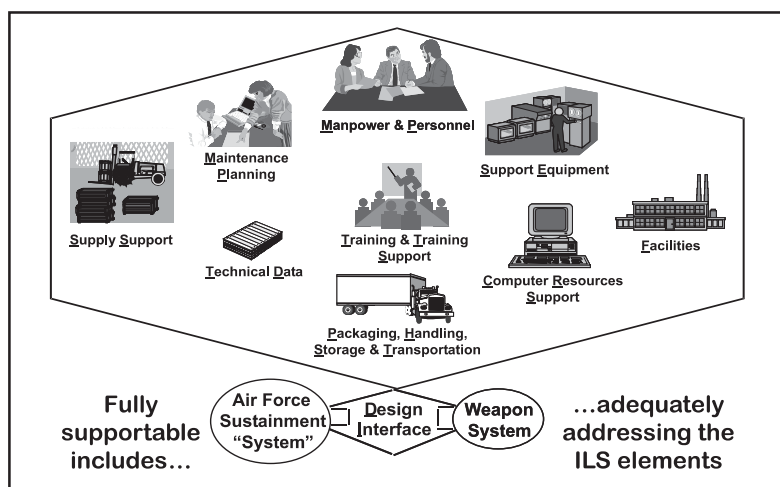 Manpower & Personnel
Maintenance
Planning
Support Equipment
Supply Support
Technical Data
Training & Training
Support
Computer Resources
Support
Facilities
Packaging, Handling,
Storage & Transportation
Fully
supportable
includes…
Air Force
Sustainment
“System”
Design
Interface
Weapon
System
…adequately
addressing the
ILS elements